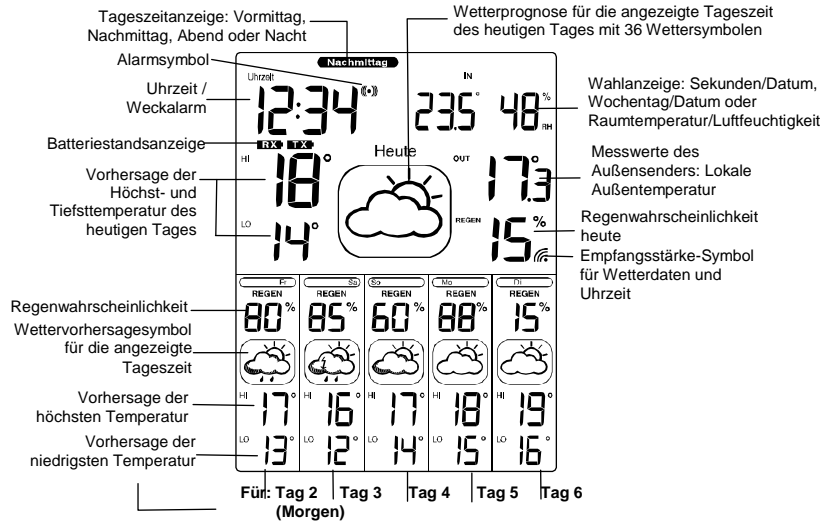 Tageszeitanzeige: Vormittag,
Nachmittag, Abend oder Nacht
Wetterprognose für die angezeigte Tageszeit
des heutigen Tages mit 36 Wettersymbolen
Alarmsymbol
Uhrzeit /
Weckalarm
Batteriestandsanzeige
Vorhersage der
Höchst- und
Tiefsttemperatur des
heutigen Tages
Nachmittag
Uhrzeit
12:34
IN
23.5°
48%
RH
RX TX
HI
18°
LO
14°
Heute
OUT
17.3°
REGEN
15%
Wahlanzeige: Sekunden/Datum,
Wochentag/Datum oder
Raumtemperatur/Luftfeuchtigkeit
Messwerte des
Außensenders: Lokale
Außentemperatur
Regenwahrscheinlichkeit
heute
Empfangsstärke-Symbol
für Wetterdaten und
Uhrzeit
Regenwahrscheinlichkeit
Wettervorhersagesymbol
für die angezeigte
Tageszeit
Vorhersage der
höchsten Temperatur
Vorhersage der
niedrigsten Temperatur
Fr Sa So Mo Di
REGEN REGEN REGEN REGEN REGEN
80% 85% 60% 88% 15%
HI 17° HI 16° HI 17° HI 18° HI 19°
LO 13° LO 12° LO 14° LO 15° LO 16°
Für: Tag 2 Tag 3 Tag 4 Tag 5 Tag 6
(Morgen)